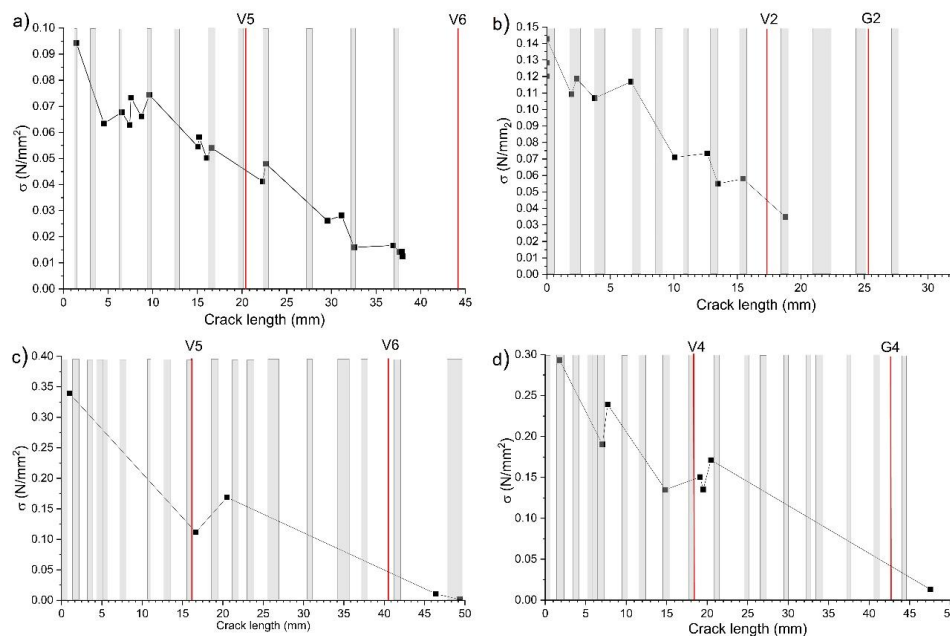 a)
V5
V6
0.10
0.09
0.08
0.07
0.06
0.05
0.04
0.03
0.02
0.01
0.00
σ (N/mm²)
0 5 10 15 20 25 30 35 40 45
Crack length (mm)
b)
V2
G2
0.15
0.14
0.13
0.12
0.11
0.10
0.09
0.08
0.07
0.06
0.05
0.04
0.03
0.02
0.01
0.00
σ (N/mm₂)
0 5 10 15 20 25 30
Crack length (mm)
c)
V5
V6
0.40
0.35
0.30
0.25
0.20
0.15
0.10
0.05
0.00
σ (N/mm²)
0 5 10 15 20 25 30 35 40 45 50
Crack length (mm)
d)
V4
G4
0.30
0.25
0.20
0.15
0.10
0.05
0.00
σ (N/mm²)
0 5 10 15 20 25 30 35 40 45 50
Crack length (mm)